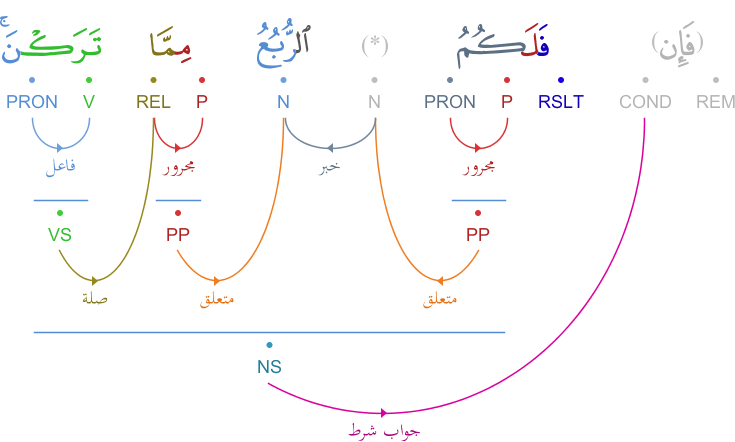 (فَإِن) فَلَكُمُ (*) ٱلرُّبُعُ مِمَّا تَرَكْنَ ۚ
PRON V REL P N N PRON P RSLT COND REM
فاعل مجرور خبر مجرور
VS PP PP
صلة متعلق متعلق
NS
جواب شرط